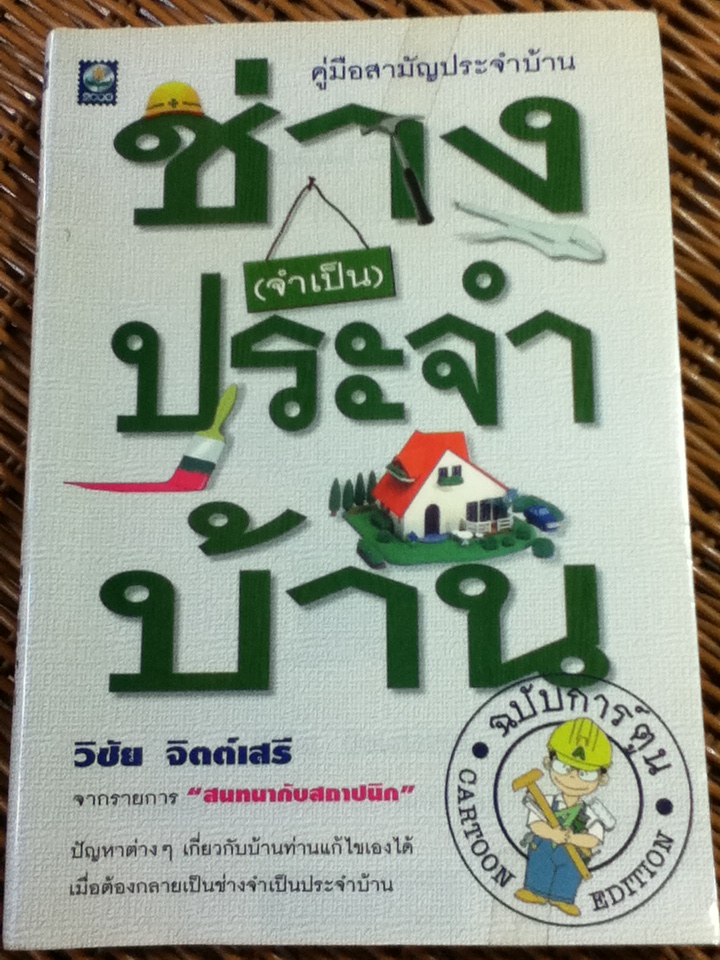 คู่มือสามัญประจำบ้าน
ช่าง
(จำเป็น)
ประจำ
บ้าน
วิชัย จิตต์เสรี
จากรายการ "สนทนากับสถาปนิก"
ปัญหาต่างๆ เกี่ยวกับบ้านท่านแก้ไขเองได้
เมื่อต้องกลายเป็นช่างจำเป็นประจำบ้าน
• ฉบับการ์ตูน •
CARTOON EDITION
A